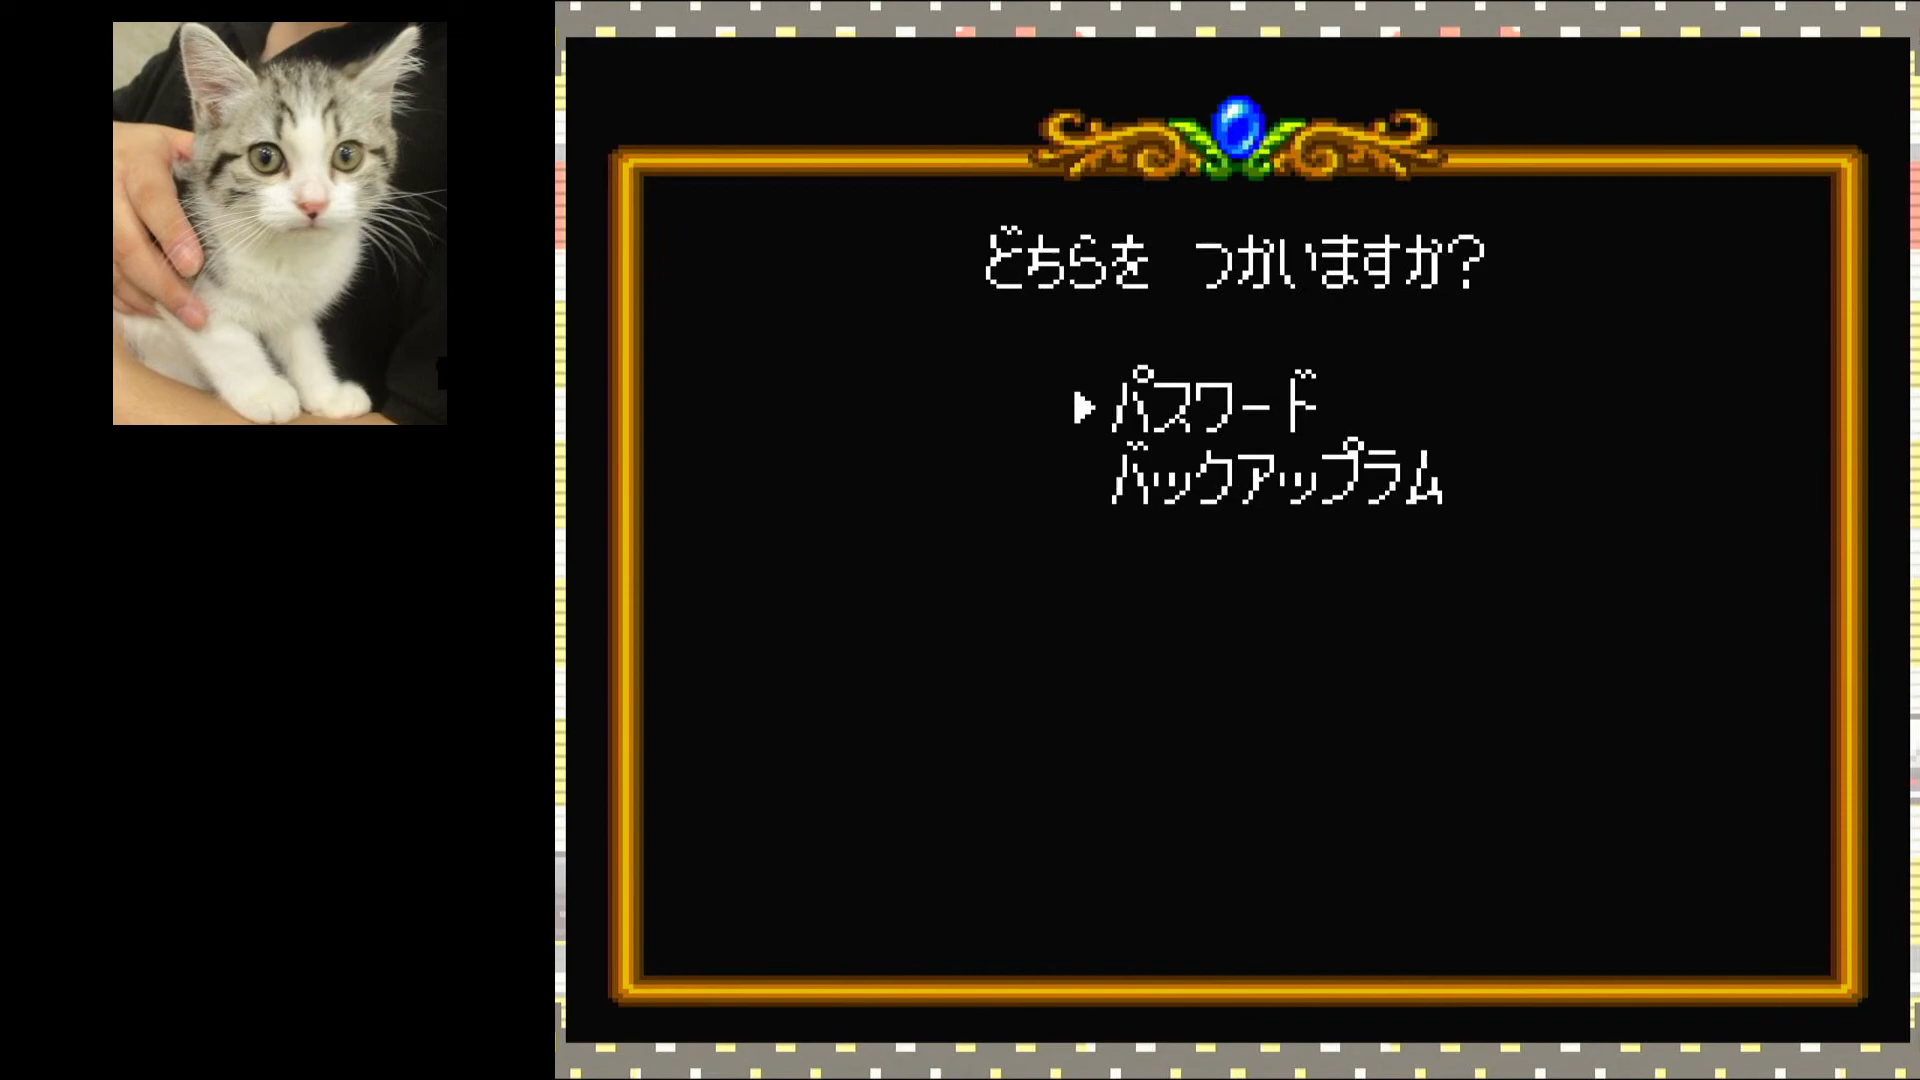 どちらを つかいますか?
▶パスワード
バックアップラム